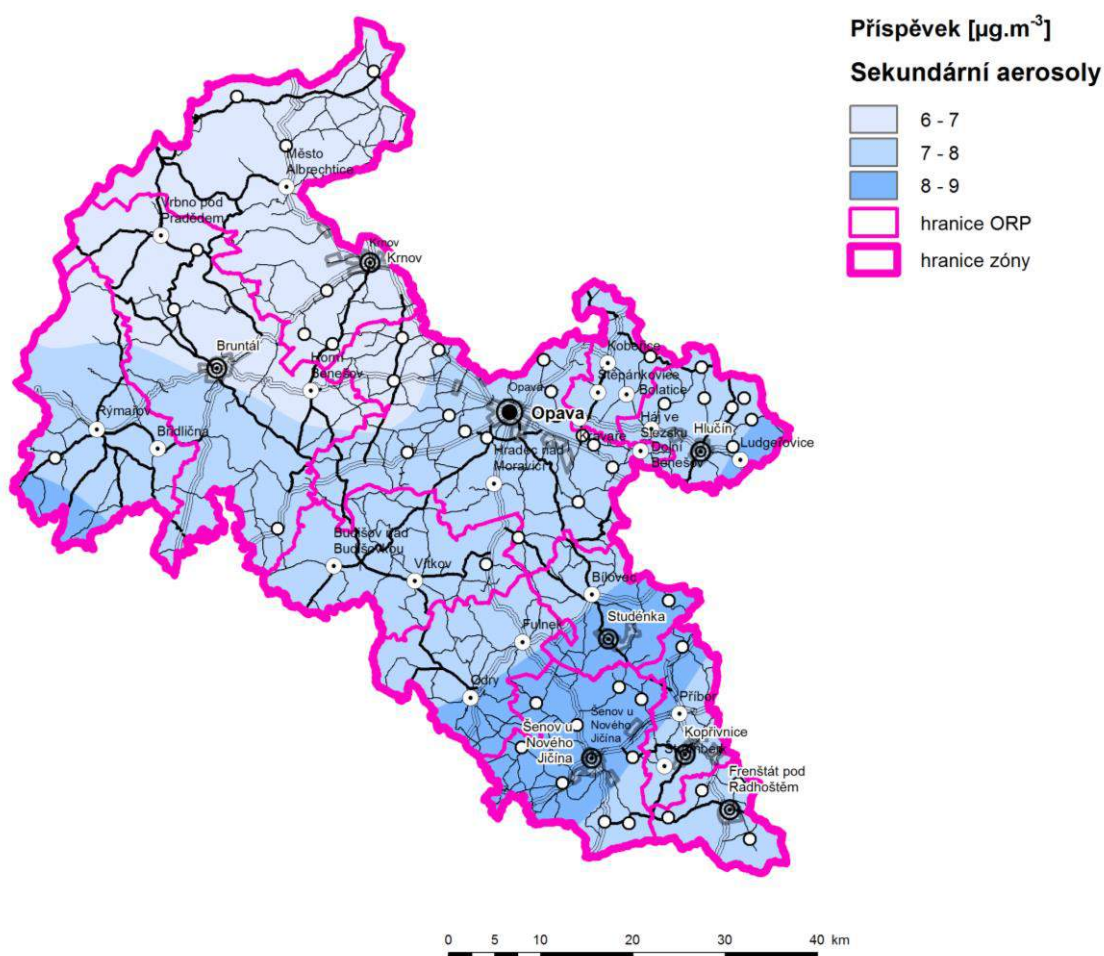 Příspěvek [µg.m⁻³]
Sekundární aerosoly
6 - 7
7 - 8
8 - 9
hranice ORP
hranice zóny
Město
Albrechtice
Vrbno pod
Pradědem
Krnov
Krnov
Bruntál
Horní
Benešov
Rýmařov
Břidličná
Opava
Opava
Kobeřice
Štěpánkovice
Bolatice
Háj ve
Slezsku
Dolní
Benešov
Hlučín
Ludgeřovice
Kravaře
Hradec nad
Moravicí
Budišov nad
Budišovkou
Vítkov
Bílovec
Studénka
Fulnek
Odry
Šenov u
Nového
Jičína
Šenov u
Nového
Jičína
Příbor
Kopřivnice
Štramberk
Frenštát pod
Radhoštěm
0 5 10 20 30 40 km